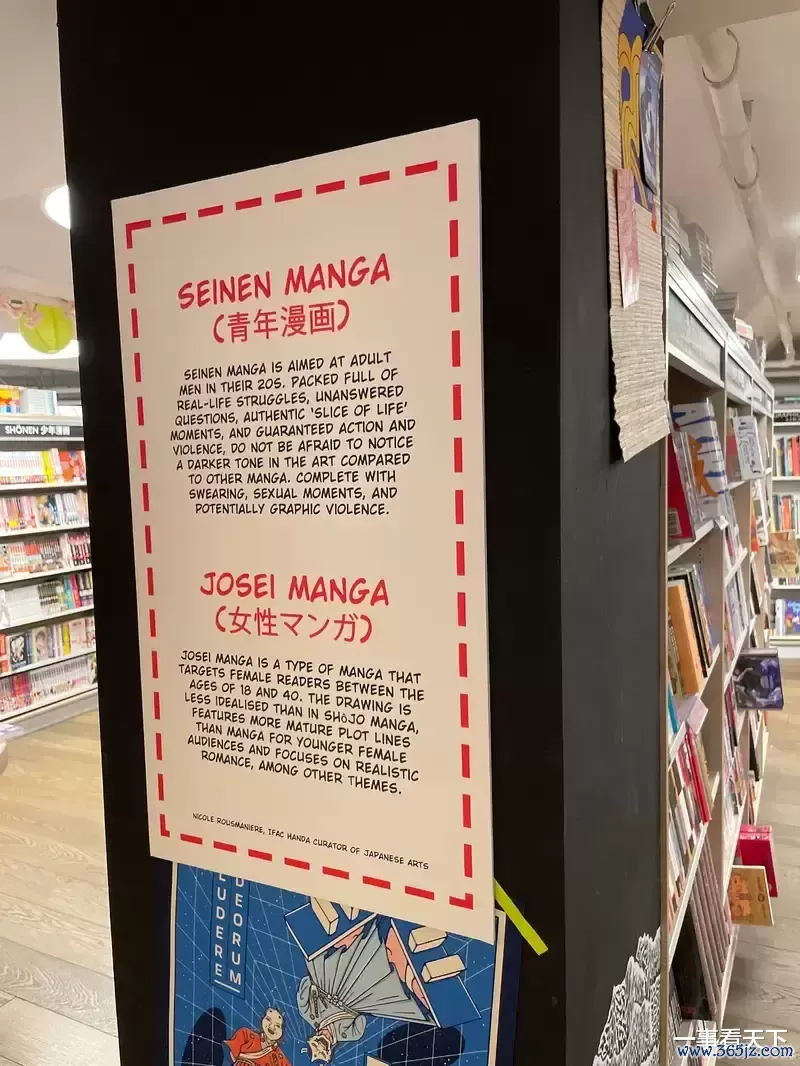 SEINEN MANGA
(青年漫画)
SEINEN MANGA IS AIMED AT ADULT
MEN IN THEIR 20S. PACKED FULL OF
REAL-LIFE STRUGGLES, UNANSWERED
QUESTIONS, AUTHENTIC ‘SLICE OF LIFE’
MOMENTS, AND GUARANTEED ACTION AND
VIOLENCE, DO NOT BE AFRAID TO NOTICE
A DARKER TONE IN THE ART COMPARED
TO OTHER MANGA. COMPLETE WITH
SWEARING, SEXUAL MOMENTS, AND
POTENTIALLY GRAPHIC VIOLENCE.
JOSEI MANGA
(女性マンガ)
JOSEI MANGA IS A TYPE OF MANGA THAT
TARGETS FEMALE READERS BETWEEN THE
AGES OF 18 AND 40. THE DRAWING IS
LESS IDEALISED THAN IN SHōJO MANGA,
FEATURES MORE MATURE PLOT LINES
THAN MANGA FOR YOUNGER FEMALE
AUDIENCES AND FOCUSES ON REALISTIC
ROMANCE, AMONG OTHER THEMES.
NICOLE ROUSMANIERE, IFAC HANDA CURATOR OF JAPANESE ARTS
SHŌNEN 少年漫画
LUDERE
DEORUM
一事看天下
www.365jz.com